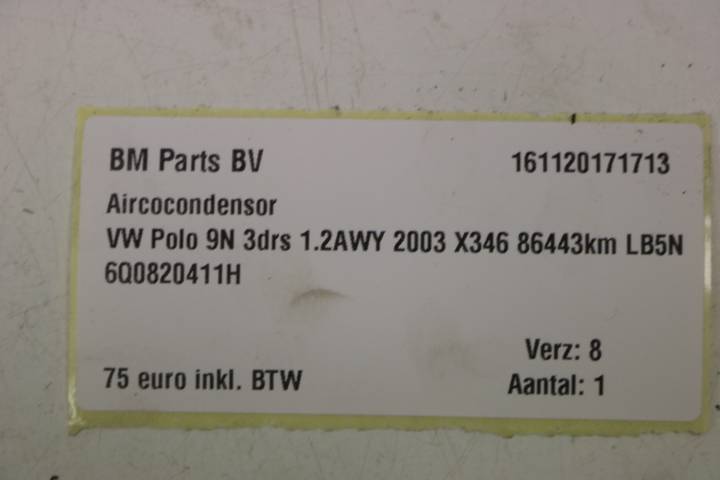 BM Parts BV 161120171713
Aircocondensor
VW Polo 9N 3drs 1.2AWY 2003 X346 86443km LB5N
6Q0820411H
Verz: 8
75 euro inkl. BTW Aantal: 1